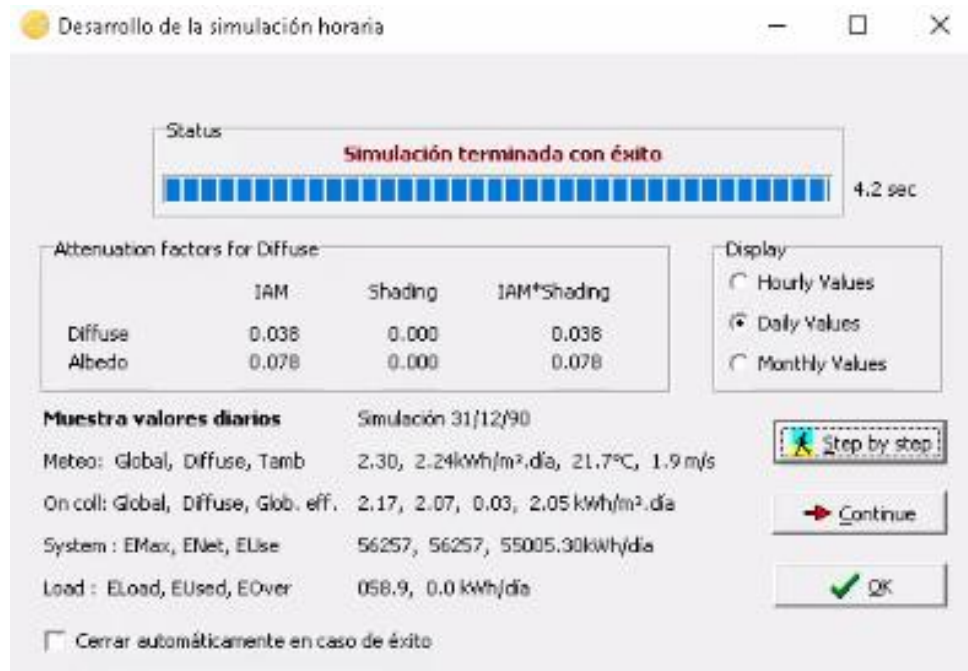 Desarrollo de la simulación horaria
Status
Simulación terminada con éxito
4.2 sec
Attenuation factors for Diffuse
IAM Shading IAM*Shading
Diffuse 0.038 0.000 0.038
Albedo 0.078 0.000 0.078
Display
Hourly Values
Daily Values
Monthly Values
Muestra valores diarios Simulación 31/12/90
Meteo: Global, Diffuse, Tamb 2.30, 2.24kWh/m².día, 21.7°C, 1.9 m/s
On coll: Global, Diffuse, Glob. eff. 2.17, 2.07, 0.03, 2.05 kWh/m².día
System : EMax, ENet, EUse 56257, 56257, 55005.30kWh/día
Load : ELoad, EUsed, EOver 058.9, 0.0 kWh/día
Step by step
Continue
OK
Cerrar automáticamente en caso de éxito